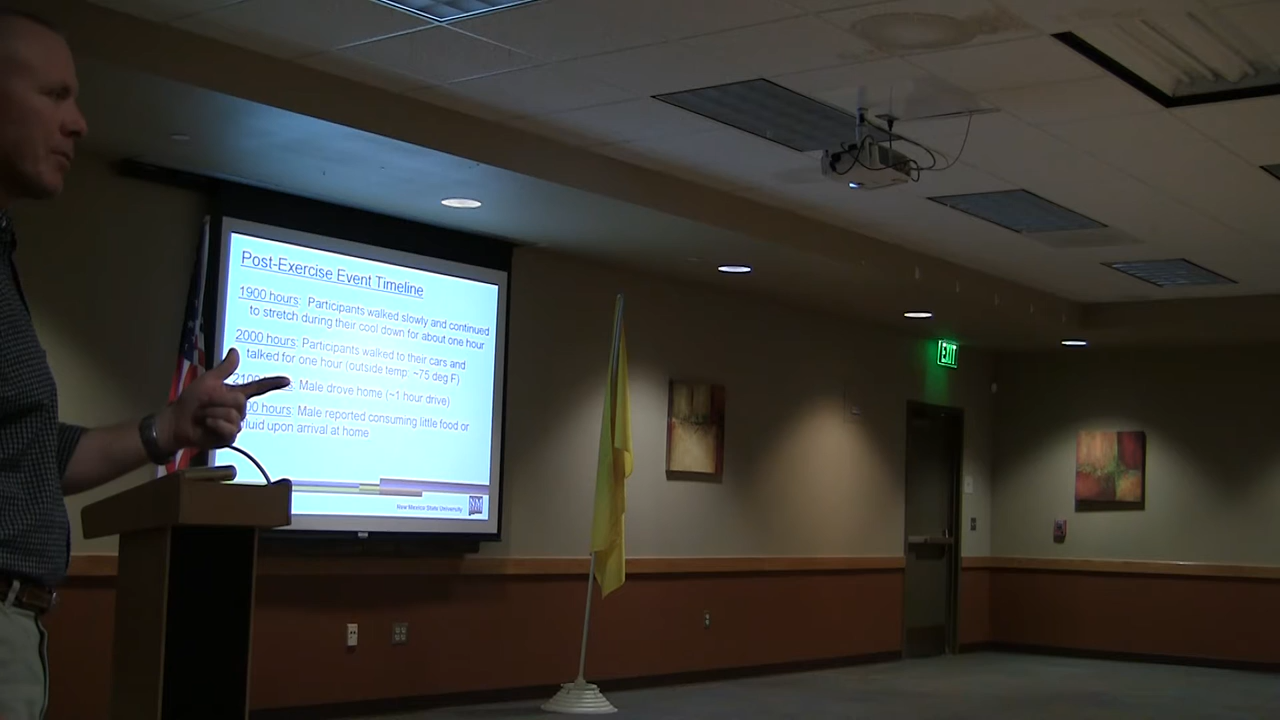 Post-Exercise Event Timeline
1900 hours: Participants walked slowly and continued
to stretch during their cool down for about one hour
2000 hours: Participants walked to their cars and
talked for one hour (outside temp: ~75 deg F)
2100 Male drove home (~1 hour drive)
00 hours: Male reported consuming little food or
fluid upon arrival at home
New Mexico State University
NM
EXIT